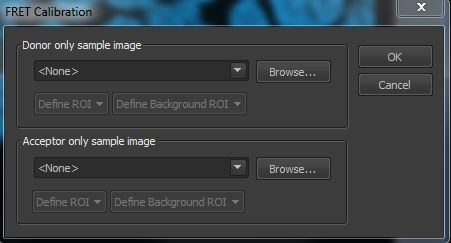 FRET Calibration
X
Donor only sample image
<None>
Browse...
OK
Cancel
Define ROI
Define Background ROI
Acceptor only sample image
<None>
Browse...
Define ROI
Define Background ROI